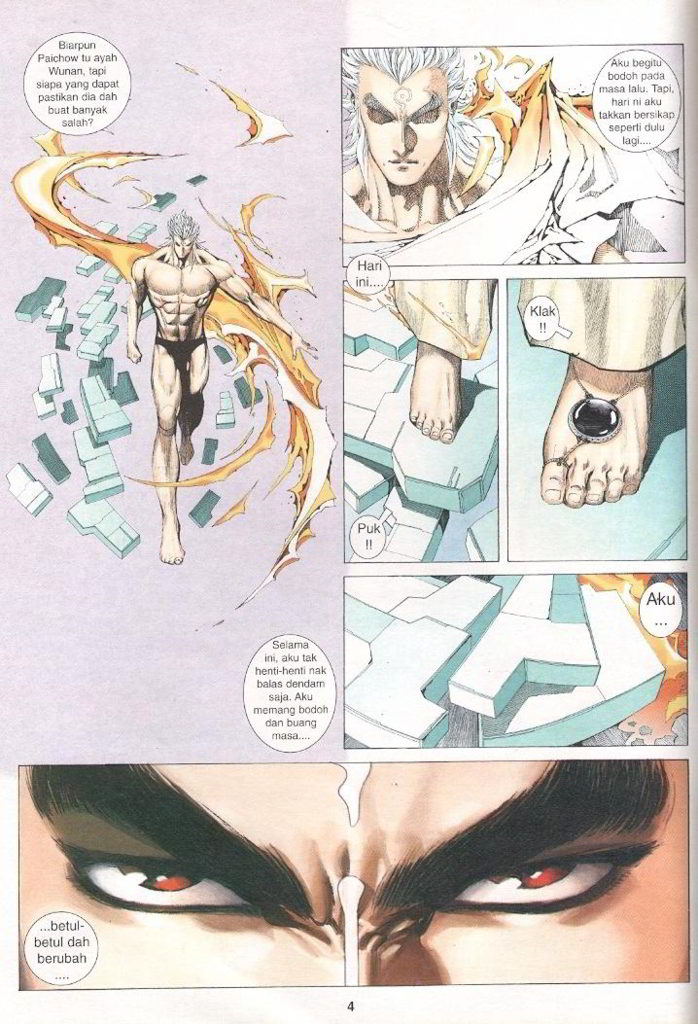 Biarpun
Paichow tu ayah
Wunan, tapi
siapa yang dapat
pastikan dia dah
buat banyak
salah?
Selama
ini, aku tak
henti-henti nak
balas dendam
saja. Aku
memang bodoh
dan buang
masa....
Aku begitu
bodoh pada
masa lalu. Tapi,
hari ni aku
takkan bersikap
seperti dulu
lagi....
Hari
ini....
Puk
!!
Klak
!!
Aku
...
...betul-
betul dah
berubah
....
4